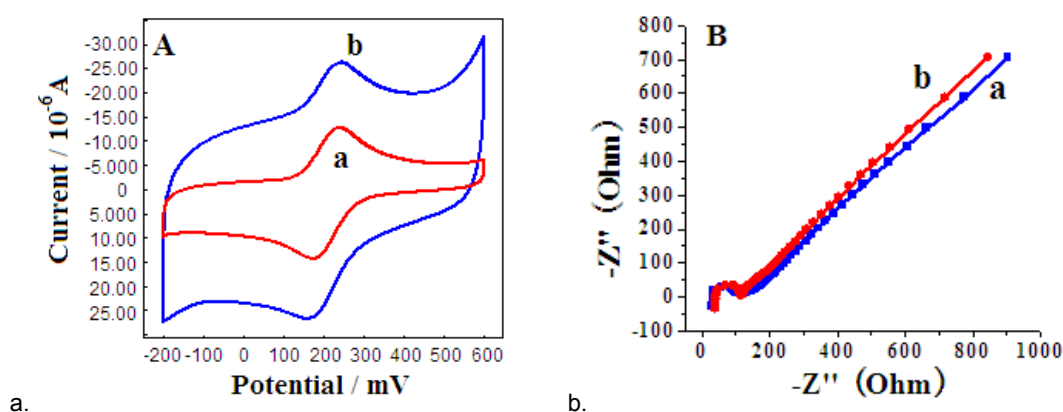 A
b
a
-30.00
-25.00
-20.00
-15.00
-10.00
-5.000
0
5.000
10.00
15.00
20.00
25.00
Current / 10⁻⁶ A
-200 -100 0 100 200 300 400 500 600
Potential / mV
a.
B
b
a
800
700
600
500
400
300
200
100
0
-100
-Z'' (Ohm)
0 200 400 600 800 1000
-Z'' (Ohm)
b.